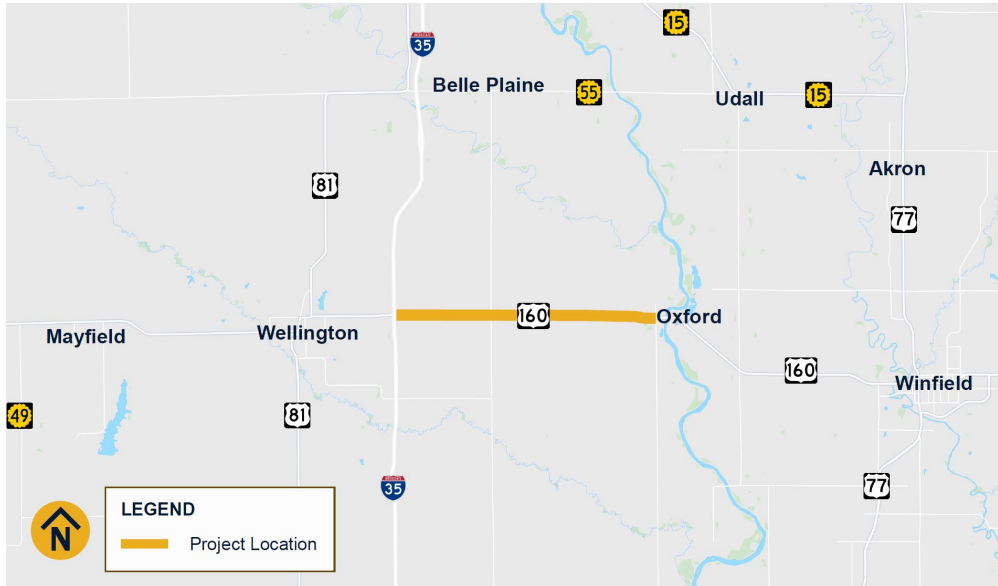 35
15
Belle Plaine
55
Udall
15
Akron
81
77
160
Oxford
Mayfield
Wellington
160
Winfield
49
81
77
35
N
LEGEND
Project Location